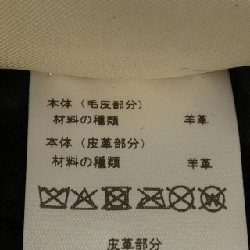 本体（毛皮部分）
材料の種類 羊革
本体（皮革部分）
材料の種類 羊革
皮革部分